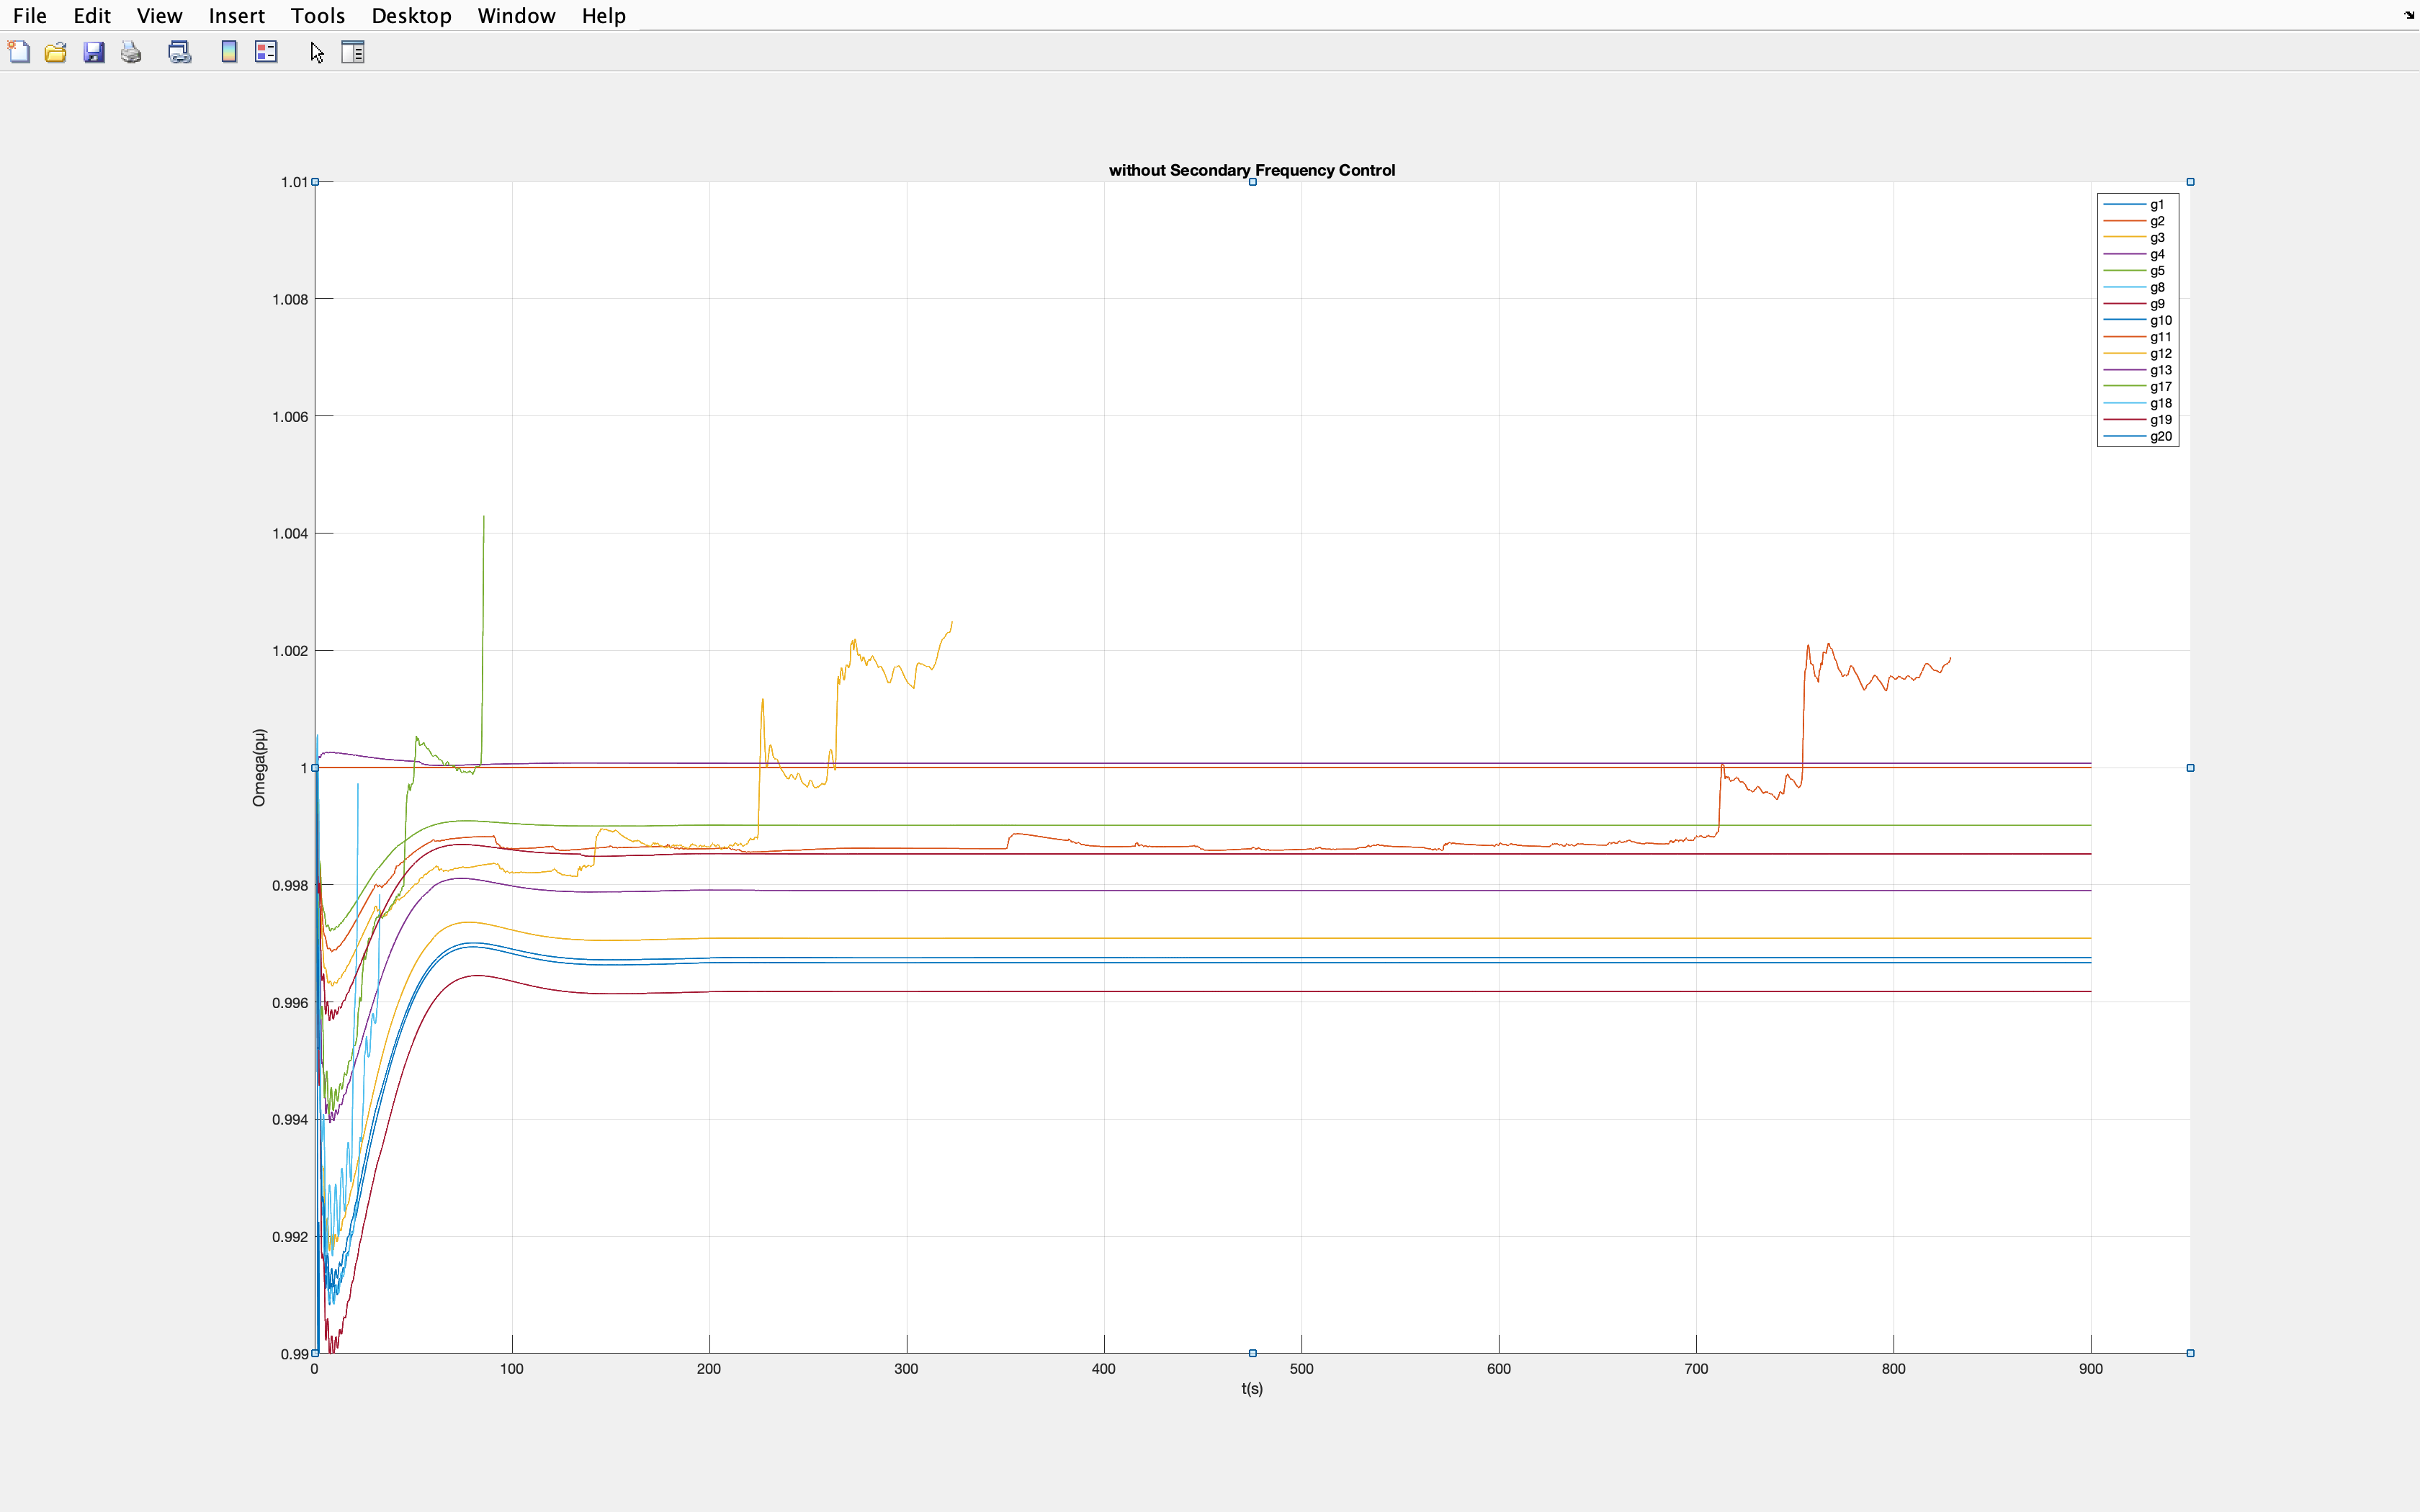 File Edit View Insert Tools Desktop Window Help
without Secondary Frequency Control
1.01
1.008
1.006
1.004
1.002
1
0.998
0.996
0.994
0.992
0.99
Omega(pμ)
0 100 200 300 400 500 600 700 800 900
t(s)
g1
g2
g3
g4
g5
g8
g9
g10
g11
g12
g13
g17
g18
g19
g20